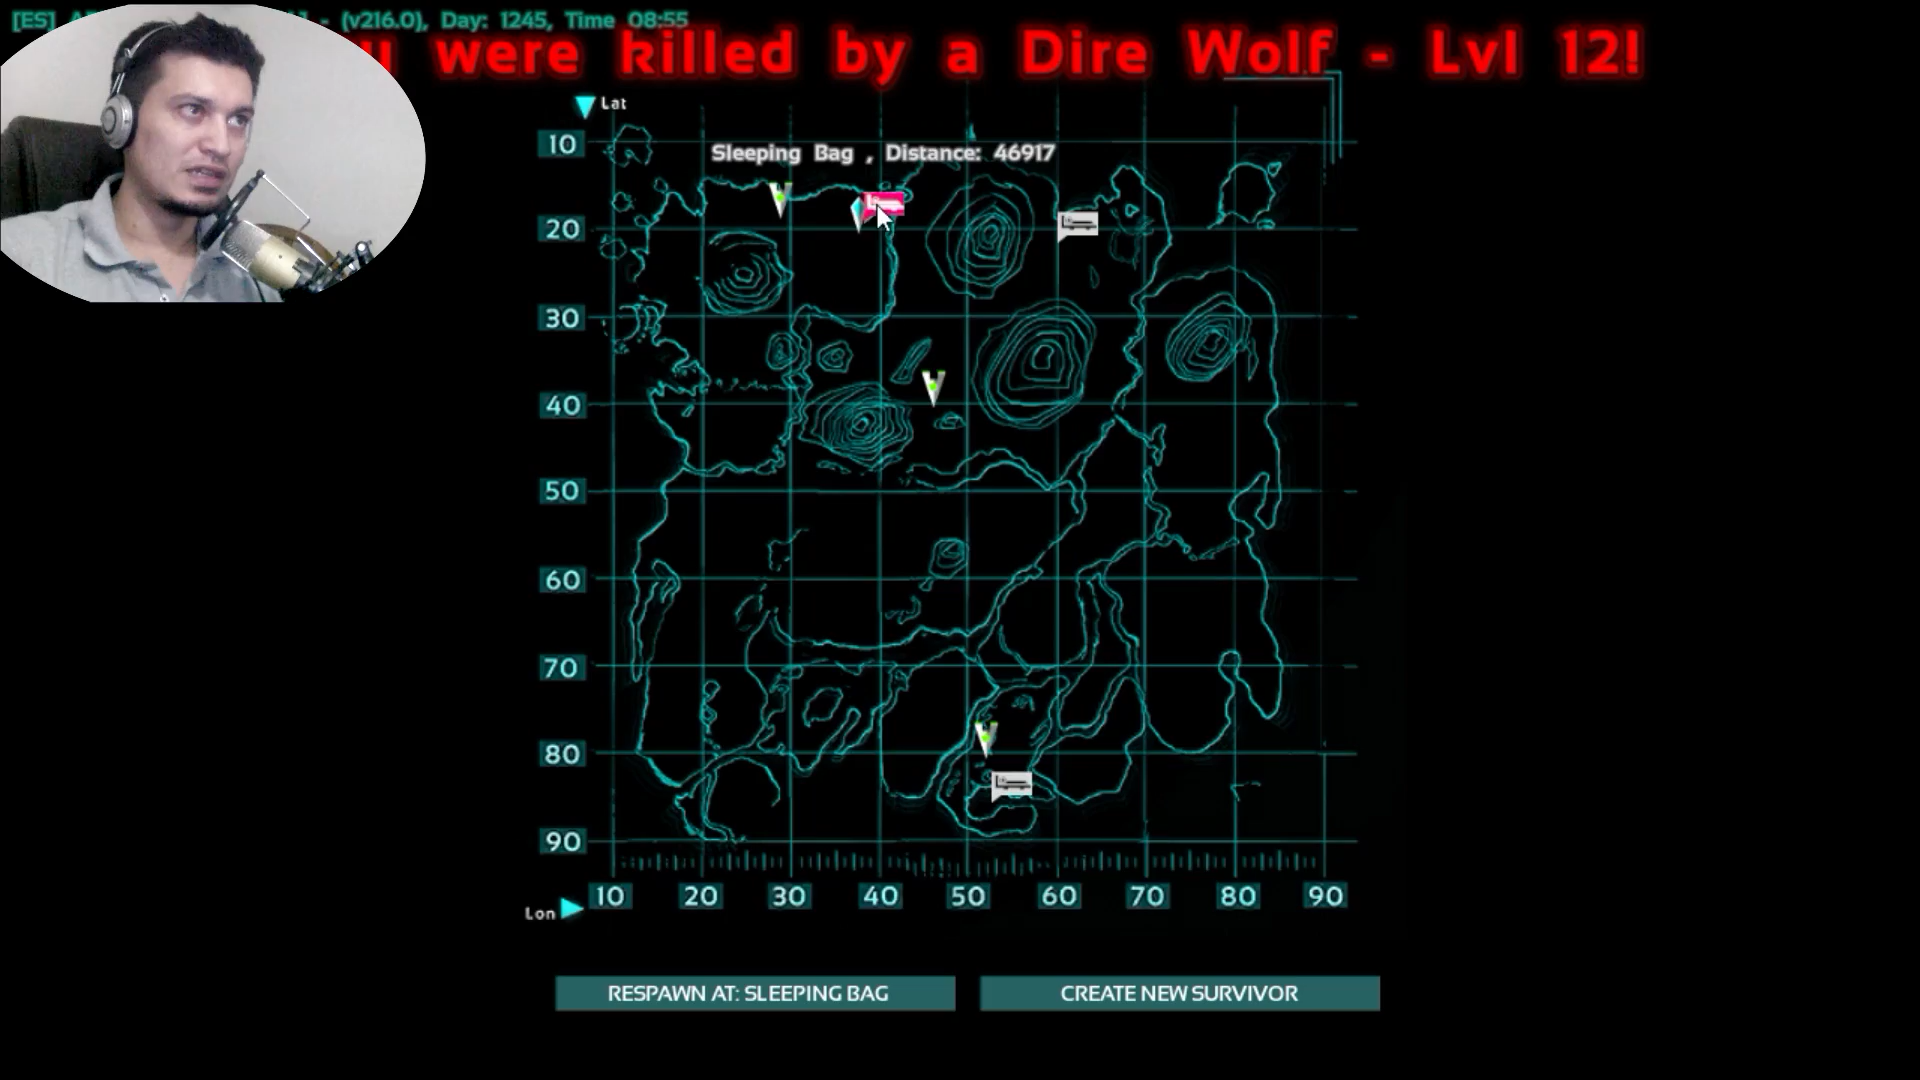 [ES] - (v216.0), Day: 1245, Time 08:55
were killed by a Dire Wolf - Lvl 12!
Lat
Sleeping Bag , Distance: 46917
10
20
30
40
50
60
70
80
90
Lon
10 20 30 40 50 60 70 80 90
RESPAWN AT: SLEEPING BAG
CREATE NEW SURVIVOR